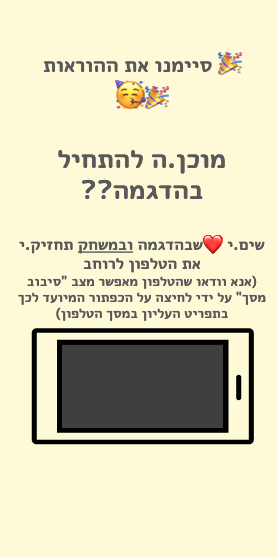 🎉 סיימנו את ההוראות
🎉🥳
מוכן.ה להתחיל
בהדגמה??
שים.י ❤️שבהדגמה ובמשחק תחזיק.י
את הטלפון לרוחב
(אנא וודאו שהטלפון מאפשר מצב "סיבוב
מסך" על ידי לחיצה על הכפתור המיועד לכך
בתפריט העליון במסך הטלפון)